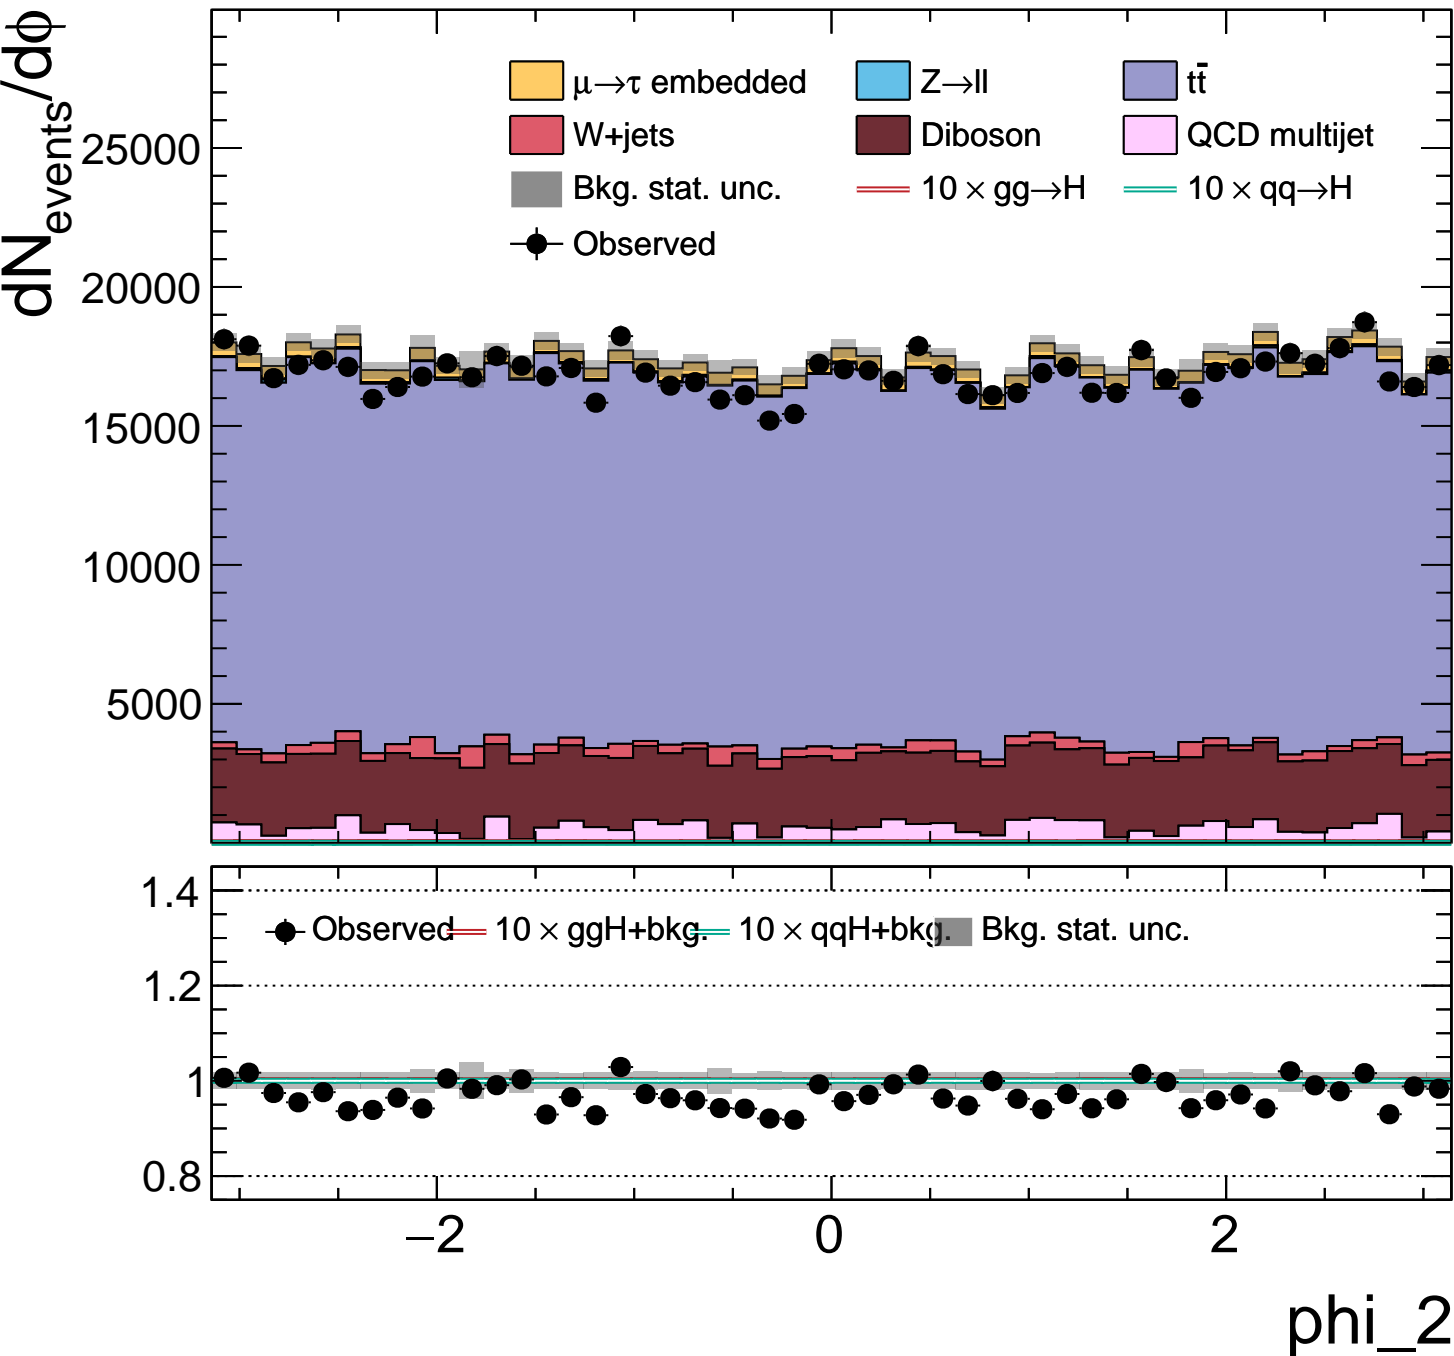 dN_events/dϕ
μ→τ embedded Z→ll tt̄
W+jets Diboson QCD multijet
Bkg. stat. unc. 10 × gg→H 10 × qq→H
Observed
25000
20000
15000
10000
5000
1.4
Observed 10 × ggH+bkg. 10 × qqH+bkg. Bkg. stat. unc.
1.2
1
0.8
−2 0 2
phi_2